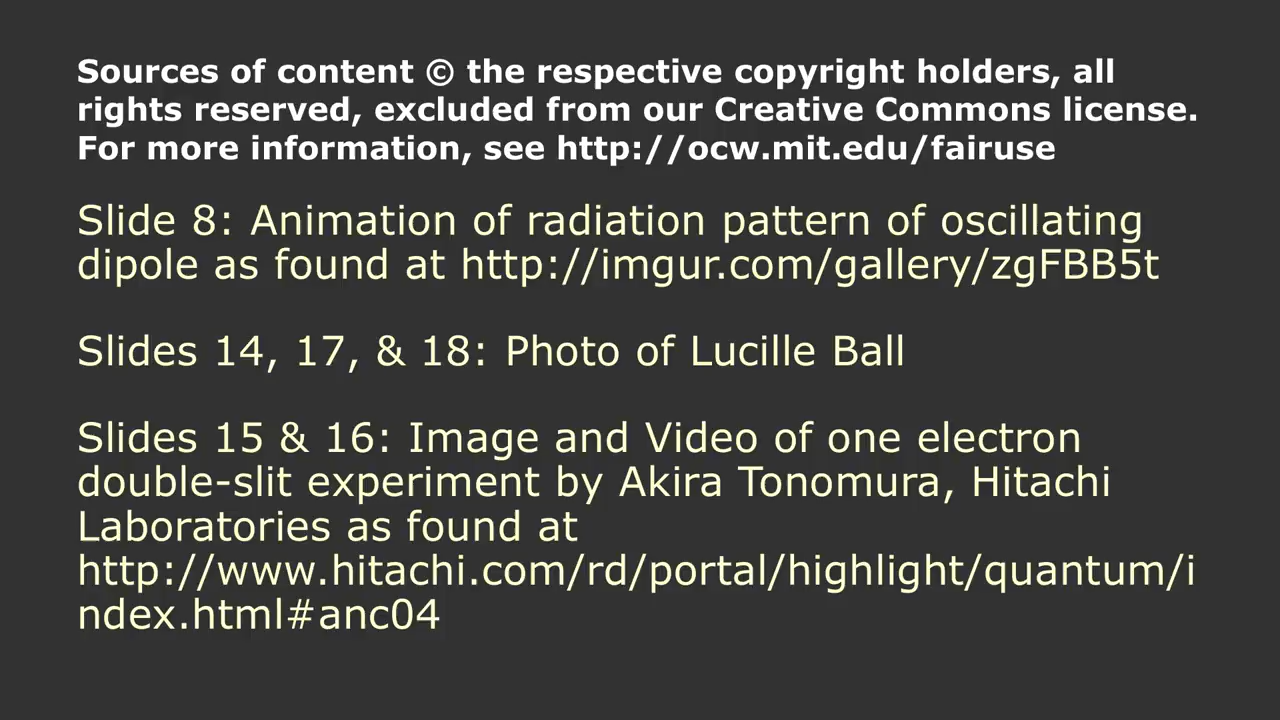 Sources of content © the respective copyright holders, all
rights reserved, excluded from our Creative Commons license.
For more information, see http://ocw.mit.edu/fairuse
Slide 8: Animation of radiation pattern of oscillating
dipole as found at http://imgur.com/gallery/zgFBB5t
Slides 14, 17, & 18: Photo of Lucille Ball
Slides 15 & 16: Image and Video of one electron
double-slit experiment by Akira Tonomura, Hitachi
Laboratories as found at
http://www.hitachi.com/rd/portal/highlight/quantum/i
ndex.html#anc04